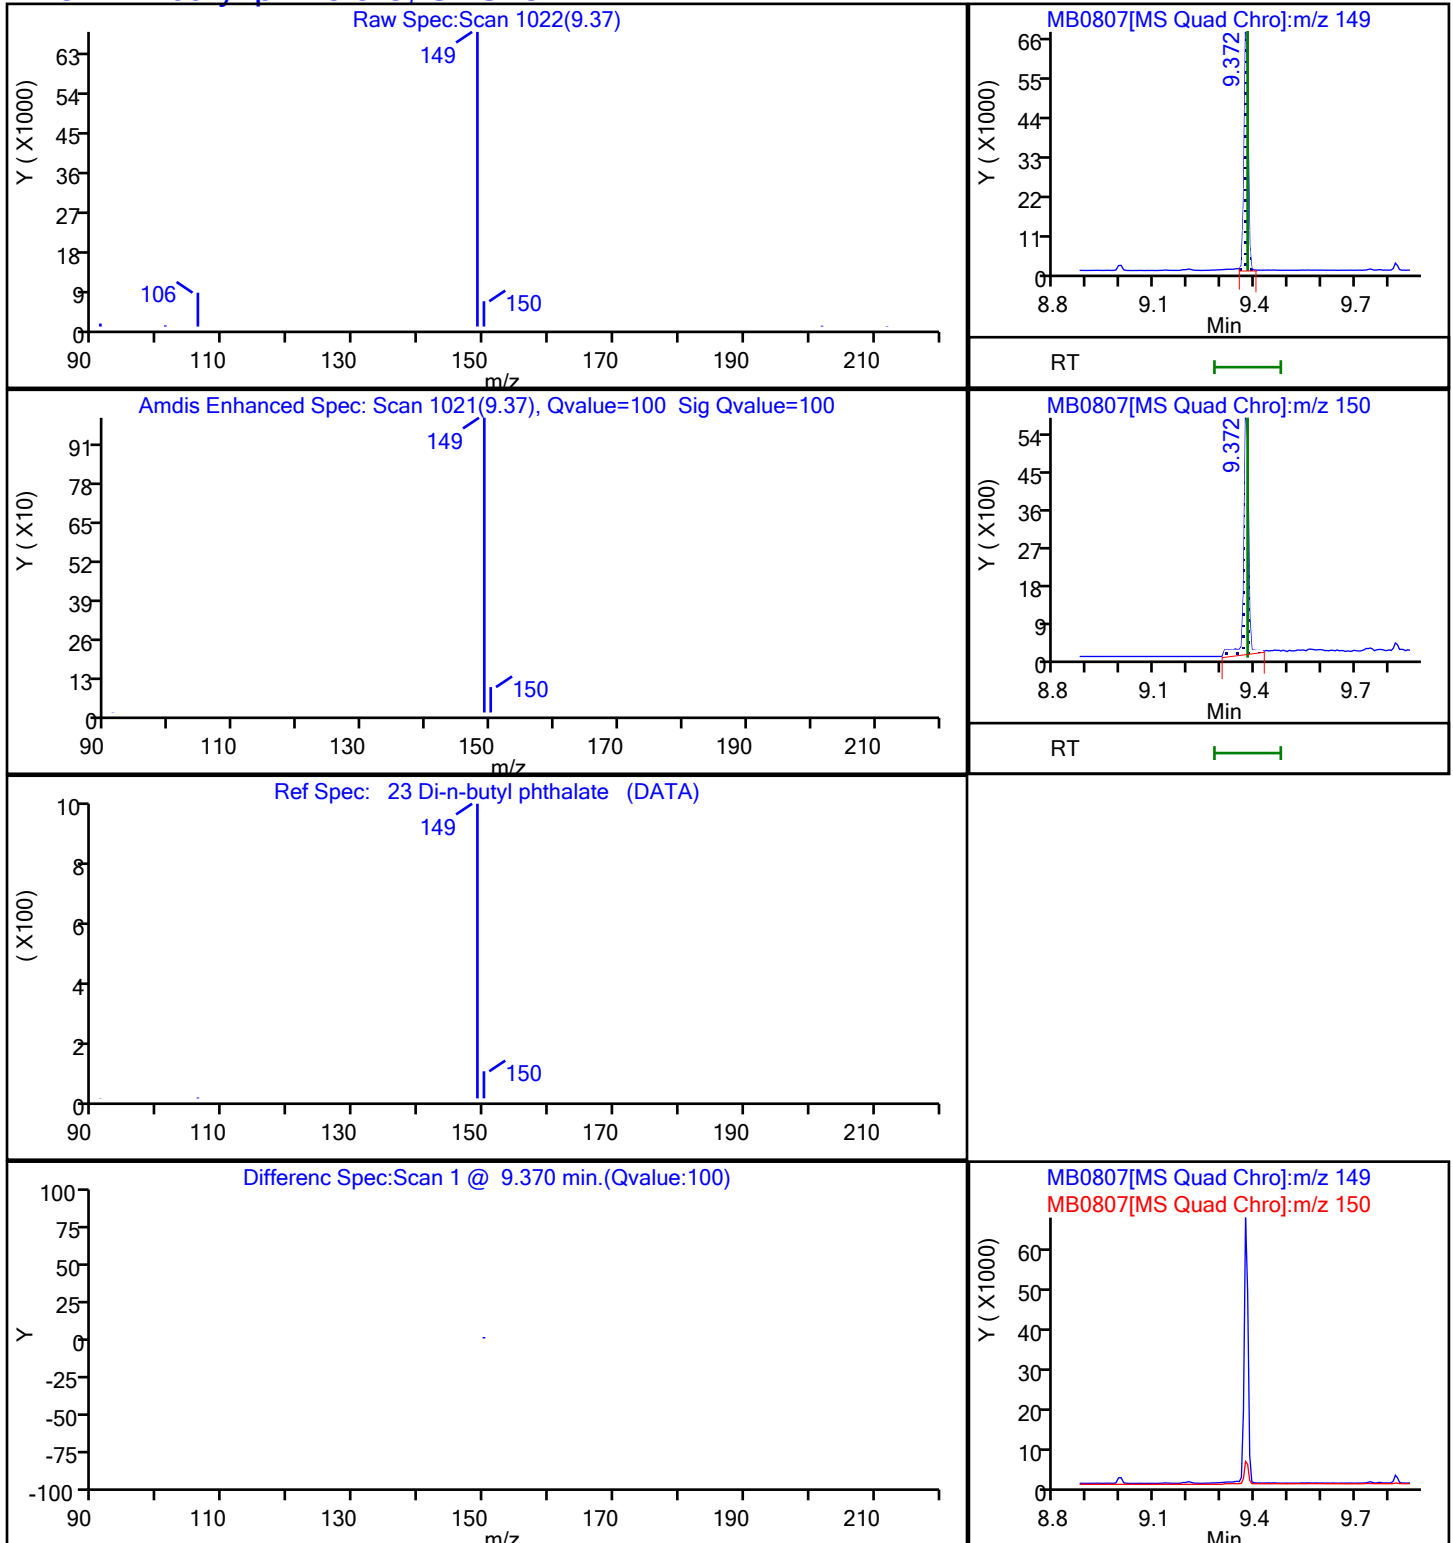 Raw Spec:Scan 1022(9.37)
Y ( X1000)
63
54
45
36
27
18
9
0
149
106
150
90 110 130 150 170 190 210
m/z
MB0807[MS Quad Chro]:m/z 149
Y ( X1000)
66
55
44
33
22
11
0
9.372
8.8 9.1 9.4 9.7
Min
RT
Amdis Enhanced Spec: Scan 1021(9.37), Qvalue=100 Sig Qvalue=100
Y ( X10)
91
78
65
52
39
26
13
0
149
150
90 110 130 150 170 190 210
m/z
MB0807[MS Quad Chro]:m/z 150
Y ( X100)
54
45
36
27
18
9
0
9.372
8.8 9.1 9.4 9.7
Min
RT
Ref Spec: 23 Di-n-butyl phthalate (DATA)
( X100)
10
8
6
4
2
0
149
150
90 110 130 150 170 190 210
Differenc Spec:Scan 1 @ 9.370 min.(Qvalue:100)
Y
100
75
50
25
0
-25
-50
-75
-100
90 110 130 150 170 190 210
m/z
MB0807[MS Quad Chro]:m/z 149
MB0807[MS Quad Chro]:m/z 150
Y ( X1000)
60
50
40
30
20
10
0
8.8 9.1 9.4 9.7
Min